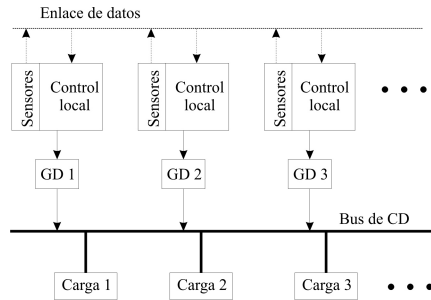 Enlace de datos
Sensores
Control
local
Sensores
Control
local
Sensores
Control
local
GD 1
GD 2
GD 3
Bus de CD
Carga 1
Carga 2
Carga 3